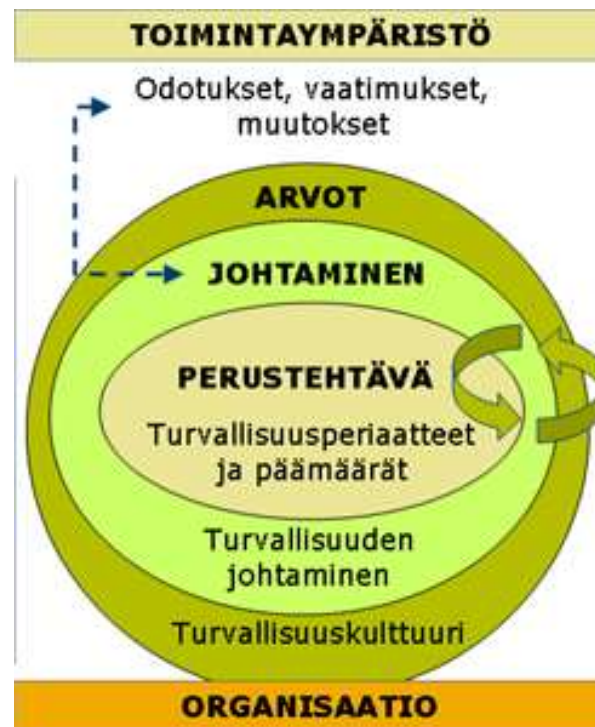 TOIMINTAYMPÄRISTÖ
Odotukset, vaatimukset,
muutokset
ARVOT
JOHTAMINEN
PERUSTEHTÄVÄ
Turvallisuusperiaatteet
ja päämäärät
Turvallisuuden
johtaminen
Turvallisuuskulttuuri
ORGANISAATIO